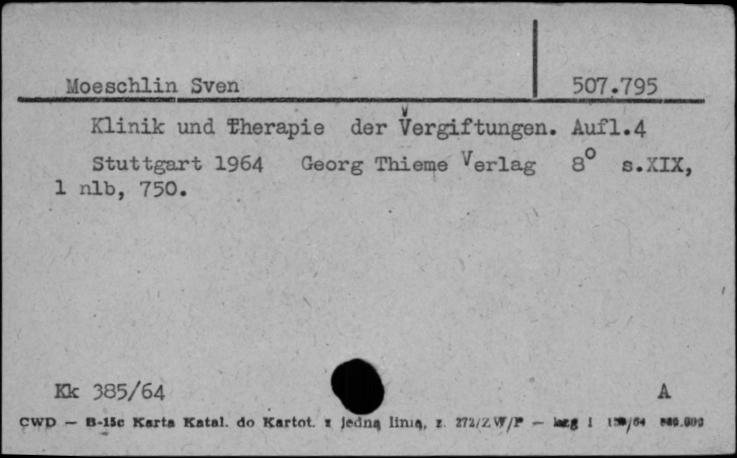 Moeschlin Sven 507.795
Klinik und Therapie der Vergiftungen. Aufl.4
Stuttgart 1964 Georg Thieme Verlag 8° s.XIX,
1 nlb, 750.
Kk 385/64 A
CWD — B-15c Karta Katal. do Kartot. z jedną linią, z. 272/ZW/P —